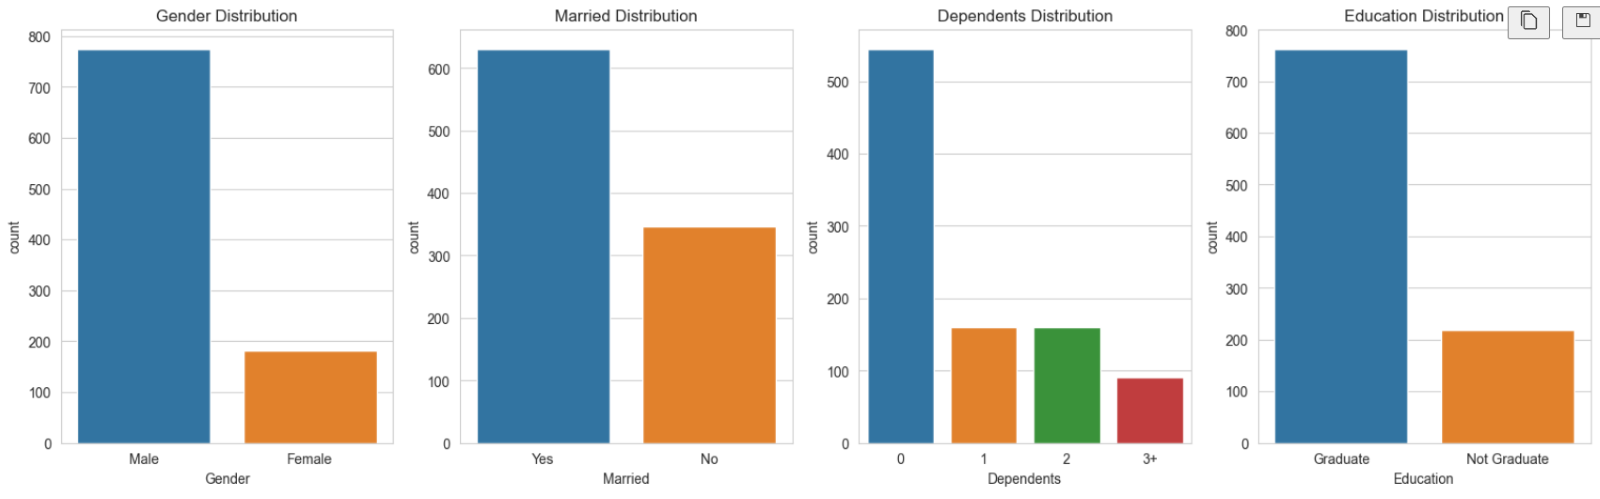 Gender Distribution
800
700
600
500
400
300
200
100
0
count
Male
Female
Gender
Married Distribution
600
500
400
300
200
100
0
count
Yes
No
Married
Dependents Distribution
500
400
300
200
100
0
count
0
1
2
3+
Dependents
Education Distribution
800
700
600
500
400
300
200
100
0
count
Graduate
Not Graduate
Education